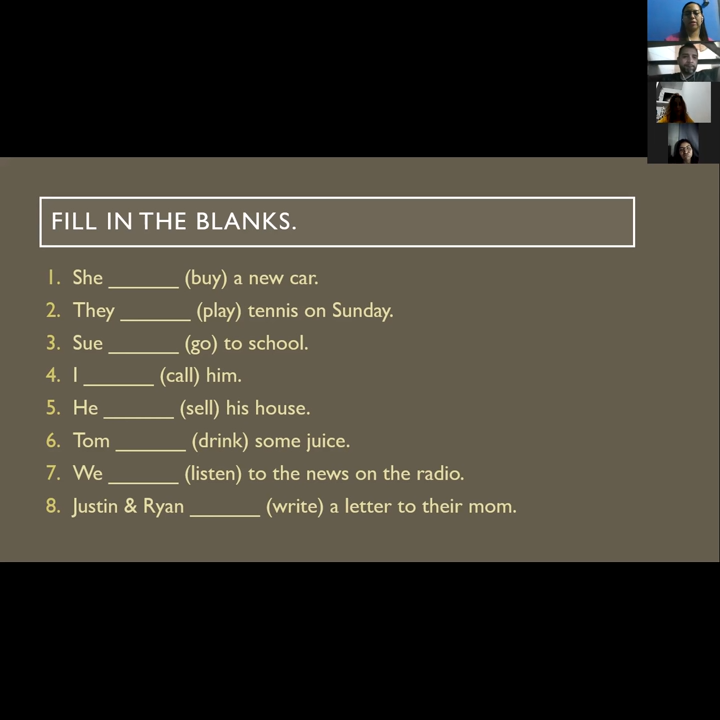 FILL IN THE BLANKS.
1. She _______ (buy) a new car.
2. They _______ (play) tennis on Sunday.
3. Sue _______ (go) to school.
4. I _______ (call) him.
5. He _______ (sell) his house.
6. Tom _______ (drink) some juice.
7. We _______ (listen) to the news on the radio.
8. Justin & Ryan _______ (write) a letter to their mom.